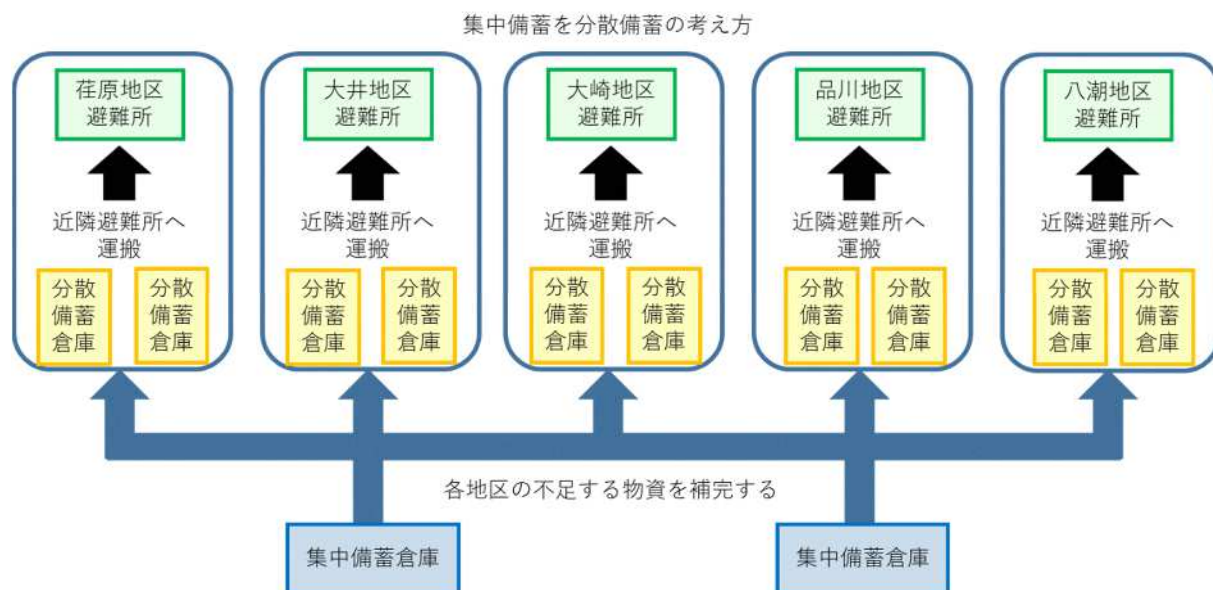 集中備蓄を分散備蓄の考え方
荏原地区
避難所
近隣避難所へ
運搬
分散
備蓄
倉庫
分散
備蓄
倉庫
大井地区
避難所
近隣避難所へ
運搬
分散
備蓄
倉庫
分散
備蓄
倉庫
大崎地区
避難所
近隣避難所へ
運搬
分散
備蓄
倉庫
分散
備蓄
倉庫
品川地区
避難所
近隣避難所へ
運搬
分散
備蓄
倉庫
分散
備蓄
倉庫
八潮地区
避難所
近隣避難所へ
運搬
分散
備蓄
倉庫
分散
備蓄
倉庫
各地区の不足する物資を補完する
集中備蓄倉庫
集中備蓄倉庫